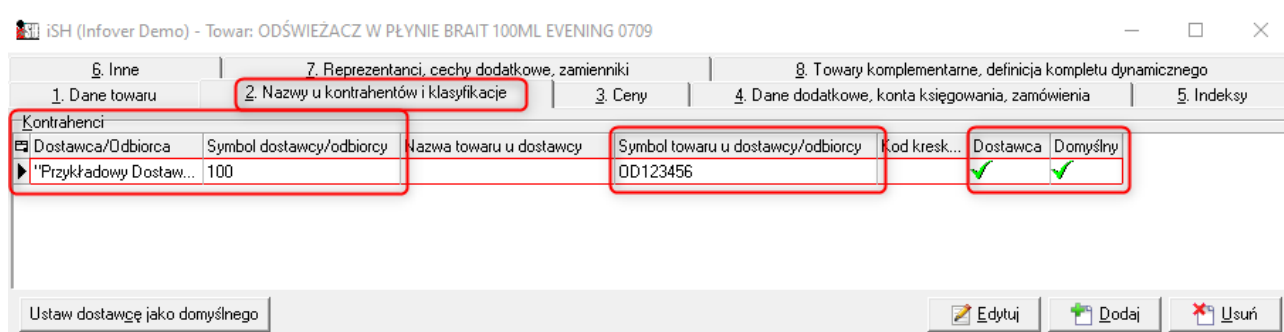 iSH (Infover Demo) - Towar: ODŚWIEŻACZ W PŁYNIE BRAIT 100ML EVENING 0709
6. Inne 7. Reprezentanci, cechy dodatkowe, zamienniki 8. Towary komplementarne, definicja kompletu dynamicznego
1. Dane towaru 2. Nazwy u kontrahentów i klasyfikacje 3. Ceny 4. Dane dodatkowe, konta księgowania, zamówienia 5. Indeksy
Kontrahenci
Dostawca/Odbiorca Symbol dostawcy/odbiorcy Nazwa towaru u dostawcy Symbol towaru u dostawcy/odbiorcy Kod kresk... Dostawca Domyślny
"Przykładowy Dostaw... 100 OD123456
Ustaw dostawcę jako domyślnego Edytuj Dodaj Usuń